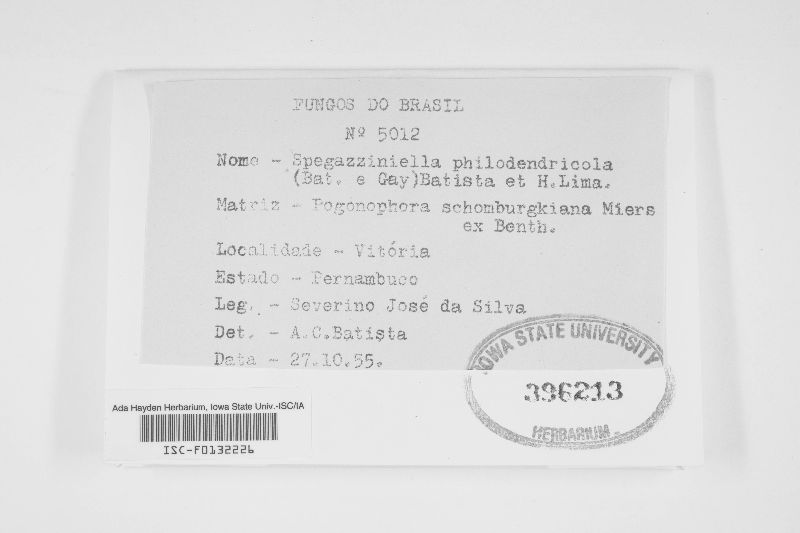 FUNGOS DO BRASIL
Nº 5012
Nome - Spegazziniella philodendricola
(Bat. e Gay)Batista et H.Lima.
Matriz - Pogonophora schomburgkiana Miers
ex Benth.
Localidade - Vitória
Estado - Pernambuco
Leg. - Severino José da Silva
Det. - A.C.Batista
Data - 27.10.55.
IOWA STATE UNIVERSITY
396213
HERBARIUM
Ada Hayden Herbarium, Iowa State Univ.-ISC/IA
ISC-F0132226